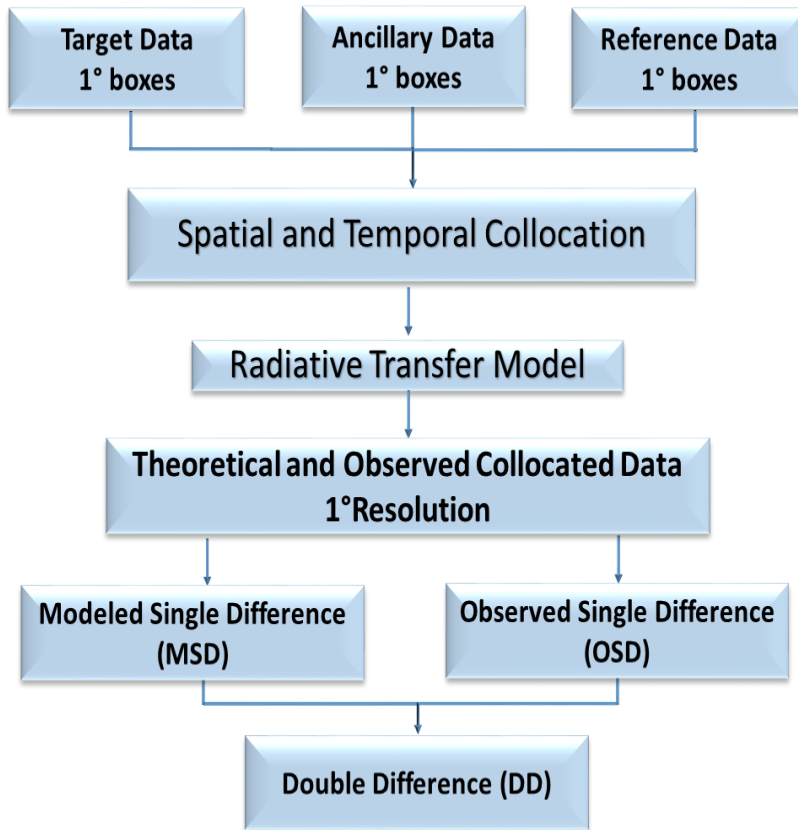 Target Data
1° boxes
Ancillary Data
1° boxes
Reference Data
1° boxes
Spatial and Temporal Collocation
Radiative Transfer Model
Theoretical and Observed Collocated Data
1°Resolution
Modeled Single Difference
(MSD)
Observed Single Difference
(OSD)
Double Difference (DD)